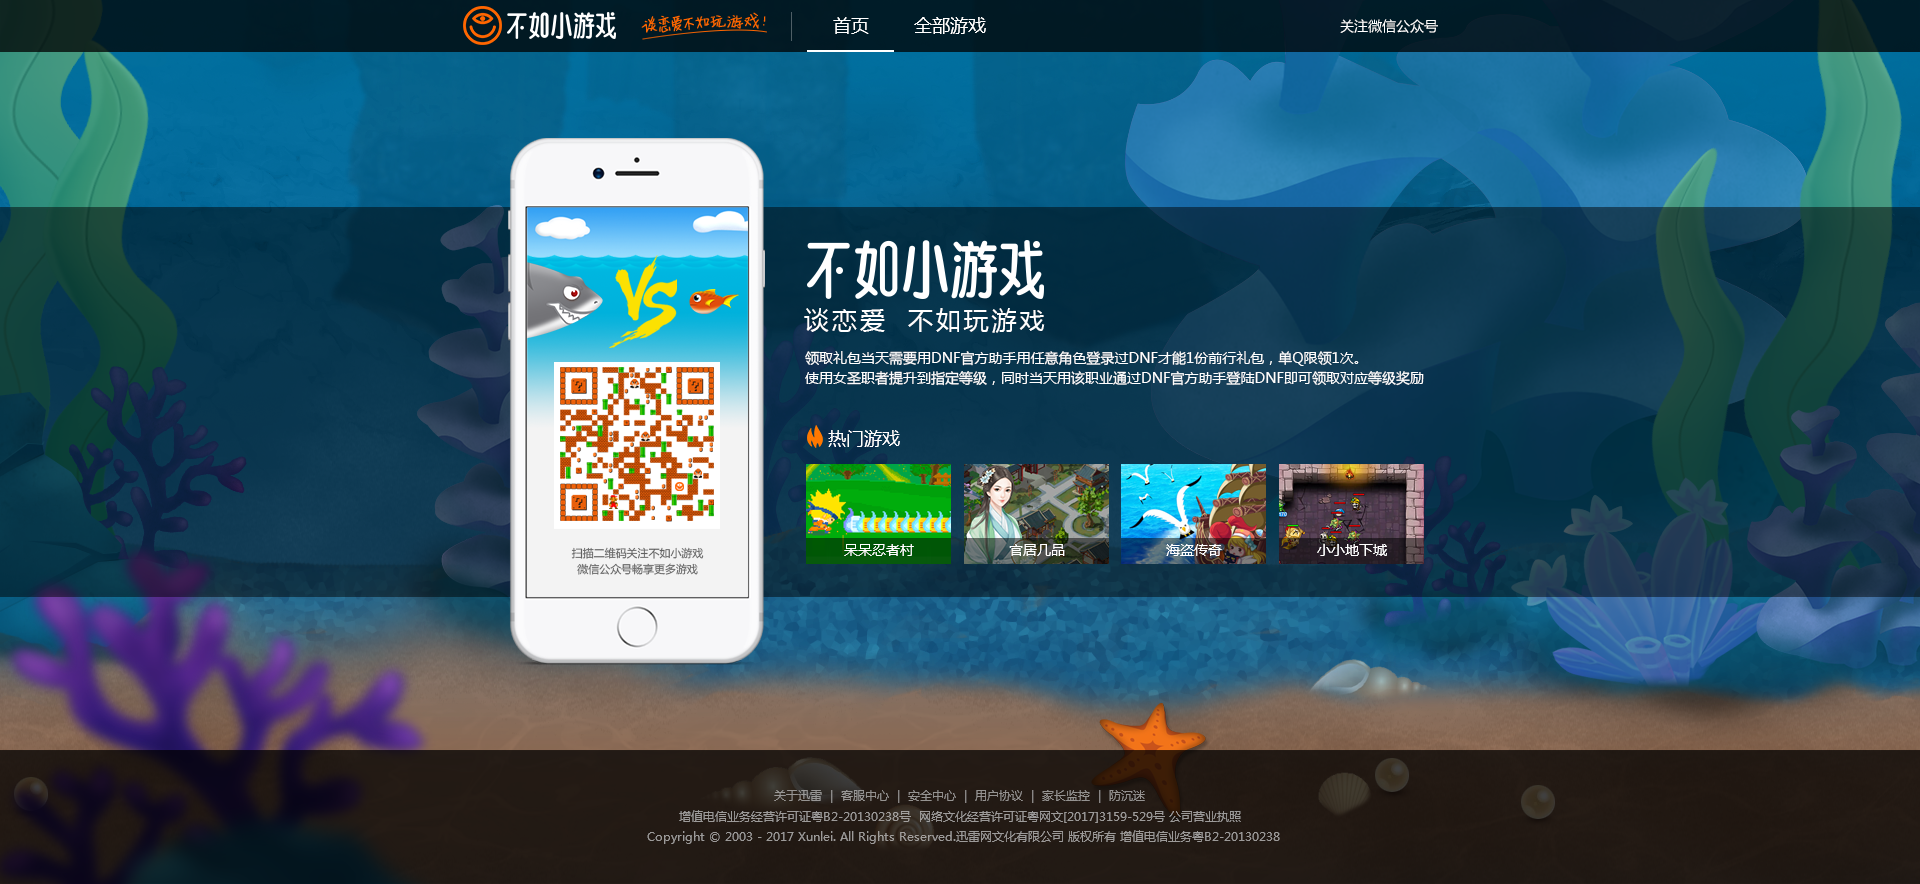 不如小游戏 谈恋爱不如玩游戏! 首页 全部游戏 关注微信公众号
VS
扫描二维码关注不如小游戏
微信公众号畅享更多游戏
不如小游戏
谈恋爱 不如玩游戏
领取礼包当天需要用DNF官方助手用任意角色登录过DNF才能1份前行礼包，单Q限领1次。
使用女圣职者提升到指定等级，同时当天用该职业通过DNF官方助手登陆DNF即可领取对应等级奖励
热门游戏
呆呆忍者村 官居几品 海盗传奇 小小地下城
关于迅雷 | 客服中心 | 安全中心 | 用户协议 | 家长监控 | 防沉迷
增值电信业务经营许可证粤B2-20130238号 网络文化经营许可证粤网文[2017]3159-529号 公司营业执照
Copyright © 2003 - 2017 Xunlei. All Rights Reserved.迅雷网文化有限公司 版权所有 增值电信业务粤B2-20130238